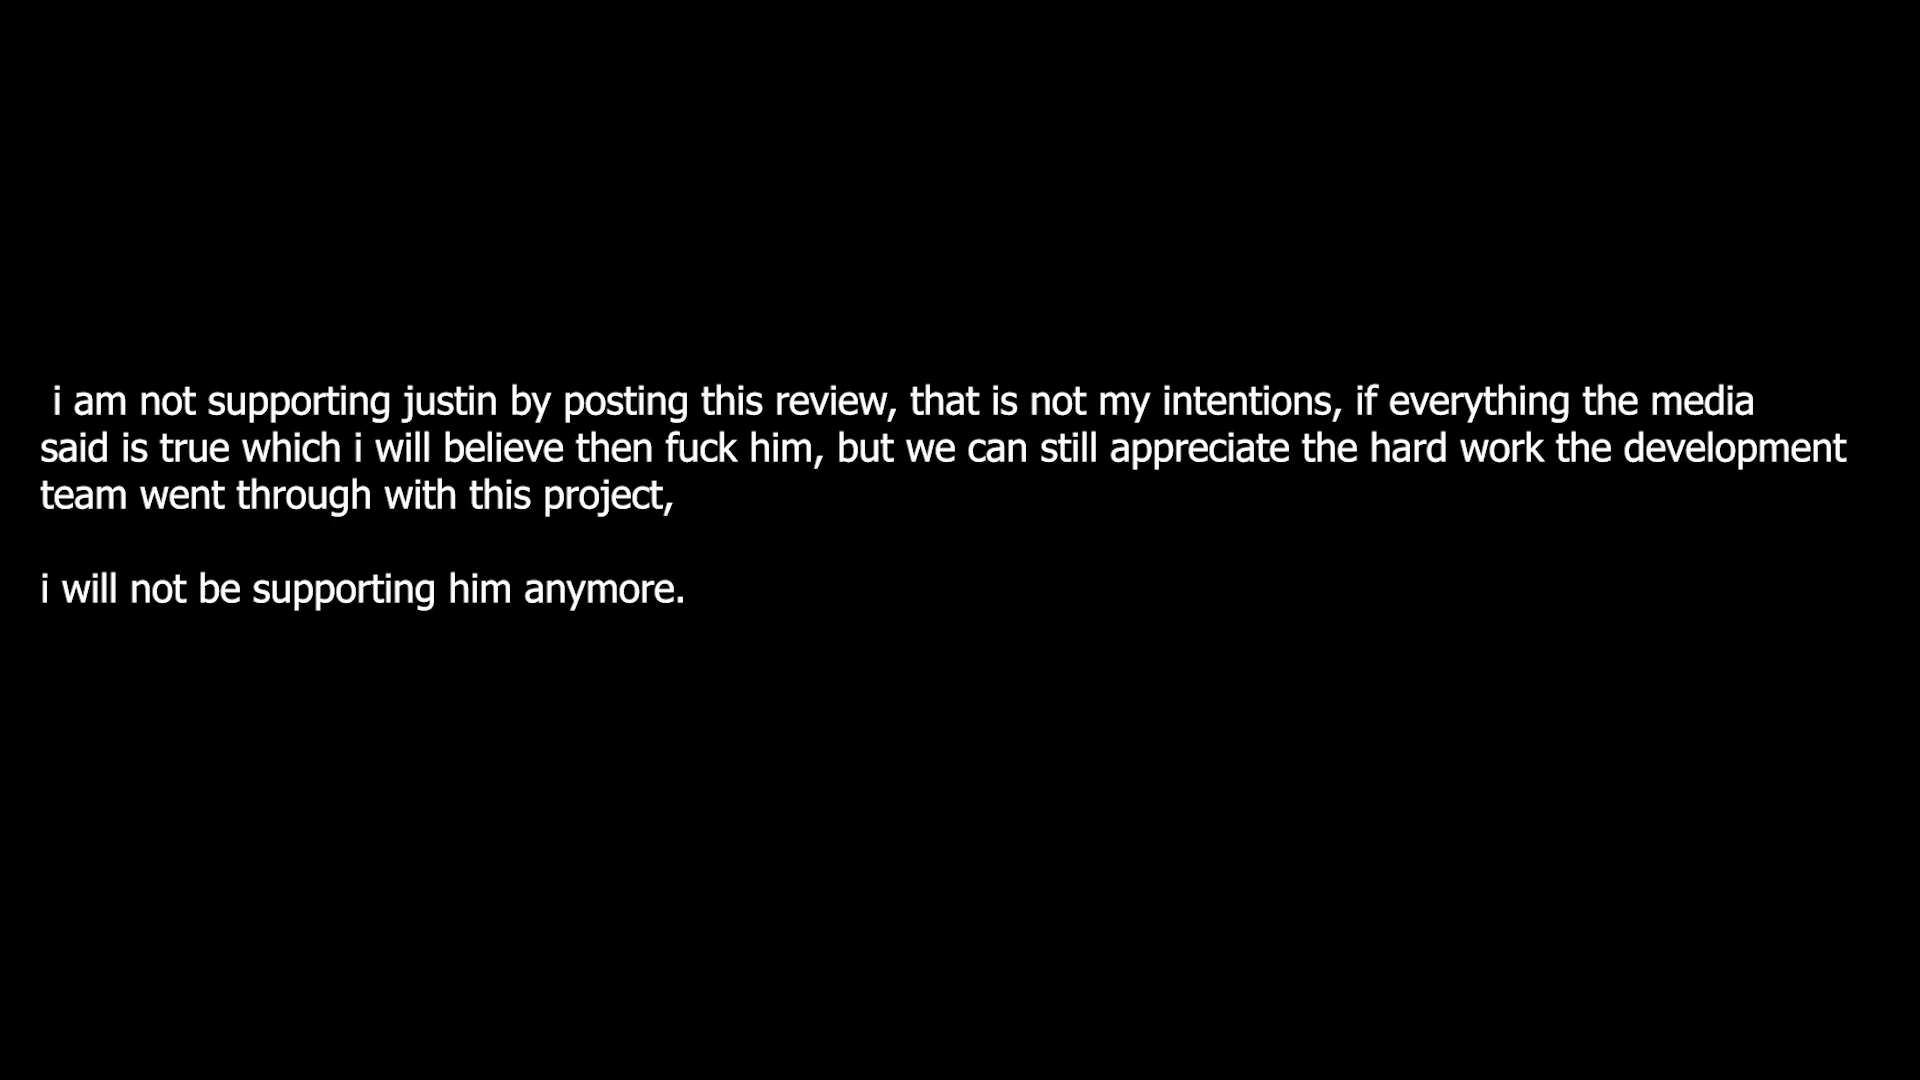 i am not supporting justin by posting this review, that is not my intentions, if everything the media
said is true which i will believe then fuck him, but we can still appreciate the hard work the development
team went through with this project,
i will not be supporting him anymore.